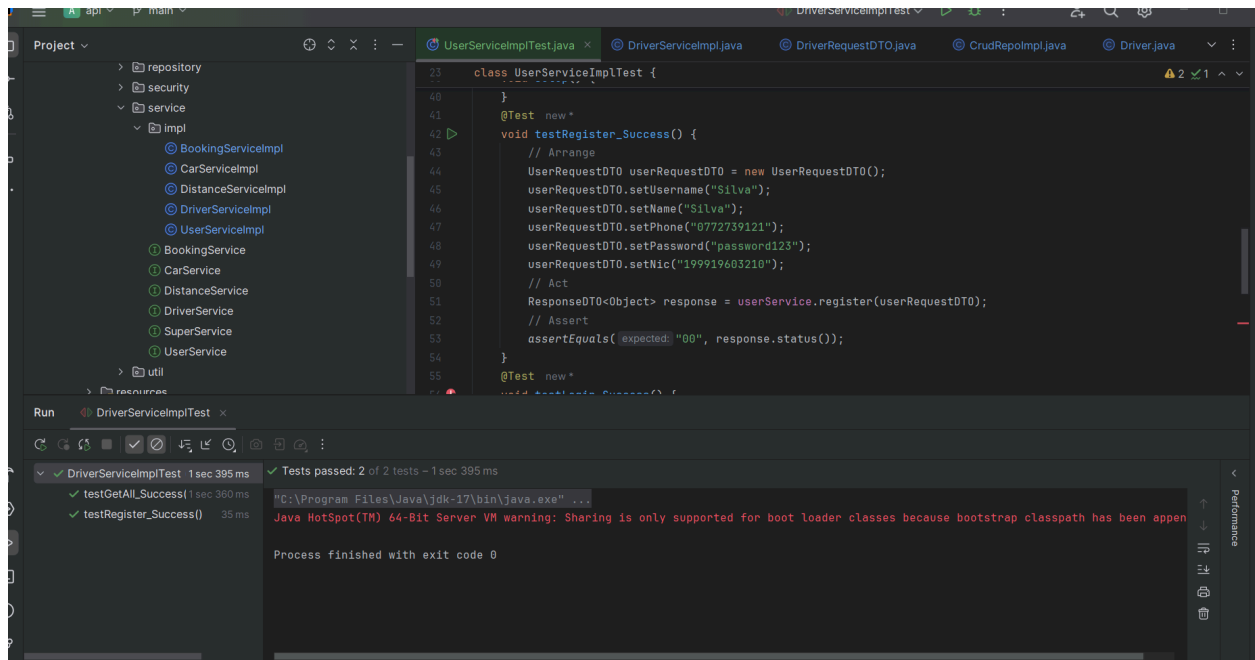 A api main DriverServiceImplTest
Project
UserServiceImplTest.java DriverServiceImpl.java DriverRequestDTO.java CrudRepoImpl.java Driver.java
repository
security
service
impl
BookingServiceImpl
CarServiceImpl
DistanceServiceImpl
DriverServiceImpl
UserServiceImpl
BookingService
CarService
DistanceService
DriverService
SuperService
UserService
util
resources
23 class UserServiceImplTest { 2 1
40 }
41 @Test new *
42 void testRegister_Success() {
43 // Arrange
44 UserRequestDTO userRequestDTO = new UserRequestDTO();
45 userRequestDTO.setUsername("Silva");
46 userRequestDTO.setName("Silva");
47 userRequestDTO.setPhone("0772739121");
48 userRequestDTO.setPassword("password123");
49 userRequestDTO.setNic("199919603210");
50 // Act
51 ResponseDTO<Object> response = userService.register(userRequestDTO);
52 // Assert
53 assertEquals( expected: "00", response.status());
54 }
55 @Test new *
void testLogin_Success() {
Run DriverServiceImplTest
DriverServiceImplTest 1 sec 395 ms
testGetAll_Success( 1 sec 360 ms
testRegister_Success() 35 ms
Tests passed: 2 of 2 tests – 1 sec 395 ms
"C:\Program Files\Java\jdk-17\bin\java.exe" ...
Java HotSpot(TM) 64-Bit Server VM warning: Sharing is only supported for boot loader classes because bootstrap classpath has been appen
Process finished with exit code 0
Performance